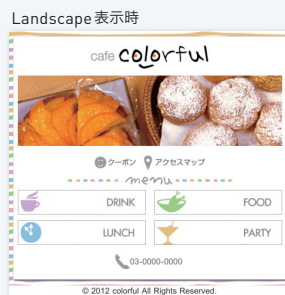 Landscape表示時
cafe colorful
クーポン アクセスマップ
menu
DRINK FOOD
LUNCH PARTY
03-0000-0000
© 2012 colorful All Rights Reserved.